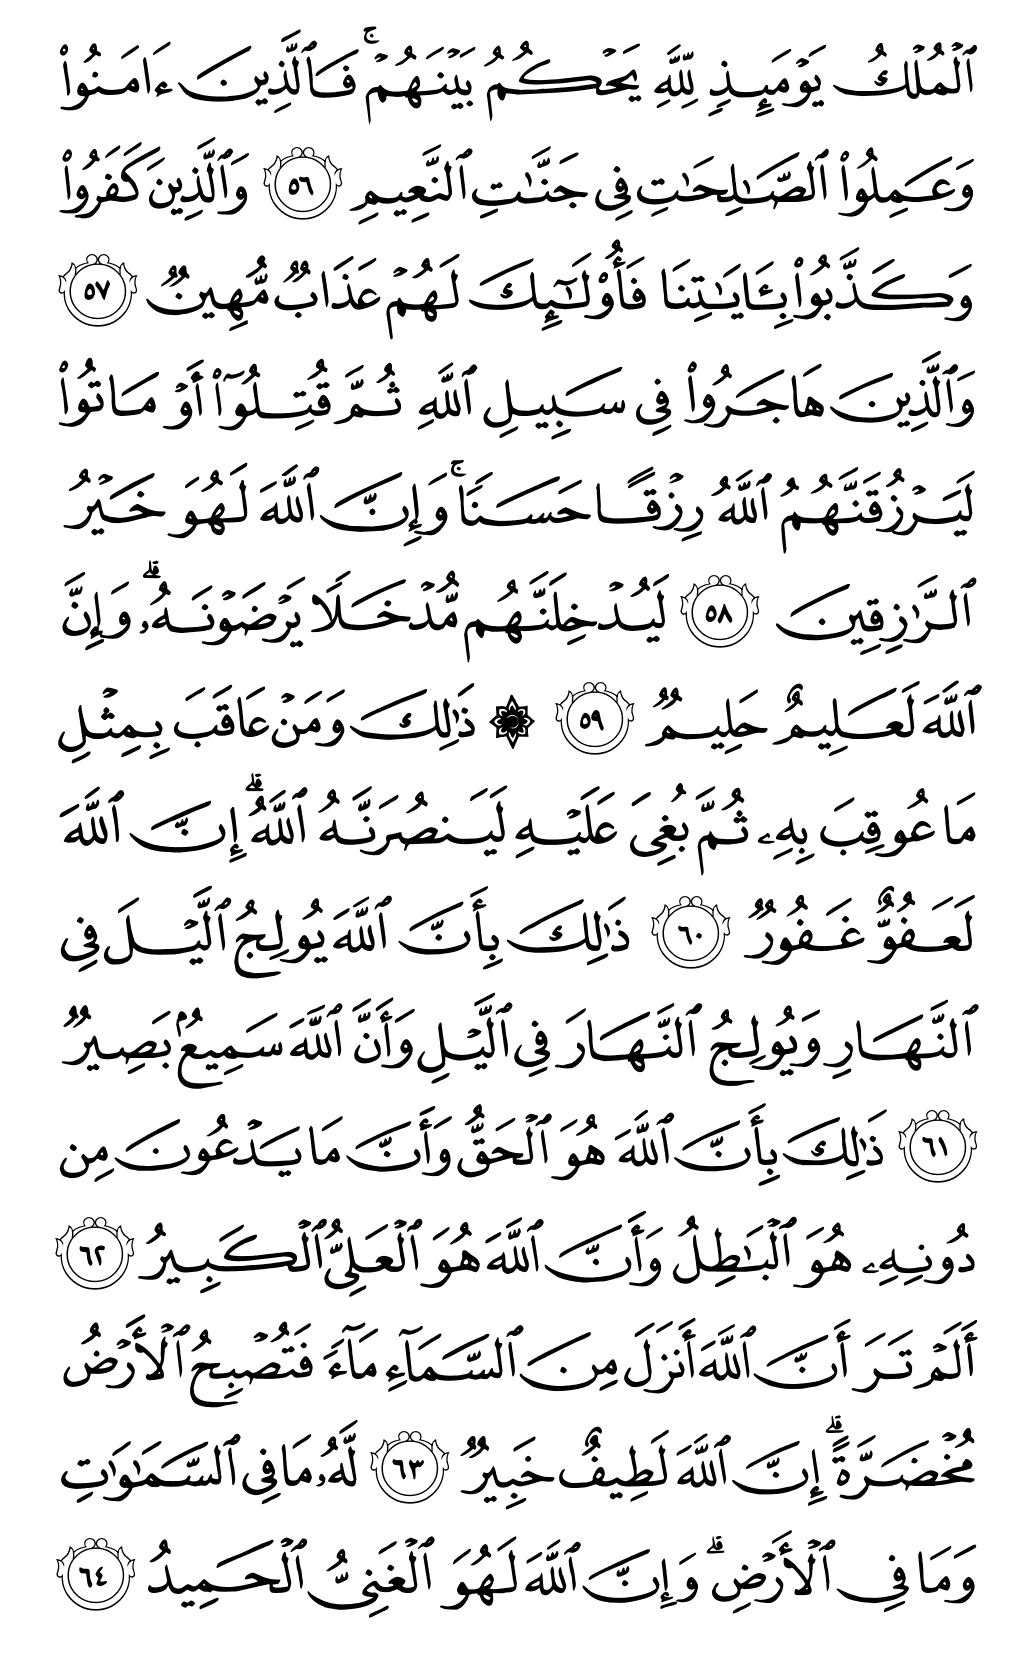 ٱلْمُلْكُ يَوْمَئِذٍ لِّلَّهِ يَحْكُمُ بَيْنَهُمْ ۚ فَٱلَّذِينَ ءَامَنُوا۟
وَعَمِلُوا۟ ٱلصَّـٰلِحَـٰتِ فِى جَنَّـٰتِ ٱلنَّعِيمِ ٥٦ وَٱلَّذِينَ كَفَرُوا۟
وَكَذَّبُوا۟ بِـَٔايَـٰتِنَا فَأُو۟لَـٰٓئِكَ لَهُمْ عَذَابٌ مُّهِينٌ ٥٧
وَٱلَّذِينَ هَاجَرُوا۟ فِى سَبِيلِ ٱللَّهِ ثُمَّ قُتِلُوٓا۟ أَوْ مَاتُوا۟
لَيَرْزُقَنَّهُمُ ٱللَّهُ رِزْقًا حَسَنًا ۚ وَإِنَّ ٱللَّهَ لَهُوَ خَيْرُ
ٱلرَّٰزِقِينَ ٥٨ لَيُدْخِلَنَّهُم مُّدْخَلًا يَرْضَوْنَهُۥ ۗ وَإِنَّ
ٱللَّهَ لَعَلِيمٌ حَلِيمٌ ٥٩ ۞ ذَٰلِكَ وَمَنْ عَاقَبَ بِمِثْلِ
مَا عُوقِبَ بِهِۦ ثُمَّ بُغِىَ عَلَيْهِ لَيَنصُرَنَّهُ ٱللَّهُ ۗ إِنَّ ٱللَّهَ
لَعَفُوٌّ غَفُورٌ ٦٠ ذَٰلِكَ بِأَنَّ ٱللَّهَ يُولِجُ ٱلَّيْلَ فِى
ٱلنَّهَارِ وَيُولِجُ ٱلنَّهَارَ فِى ٱلَّيْلِ وَأَنَّ ٱللَّهَ سَمِيعٌۢ بَصِيرٌ
٦١ ذَٰلِكَ بِأَنَّ ٱللَّهَ هُوَ ٱلْحَقُّ وَأَنَّ مَا يَدْعُونَ مِن
دُونِهِۦ هُوَ ٱلْبَـٰطِلُ وَأَنَّ ٱللَّهَ هُوَ ٱلْعَلِىُّ ٱلْكَبِيرُ ٦٢
أَلَمْ تَرَ أَنَّ ٱللَّهَ أَنزَلَ مِنَ ٱلسَّمَآءِ مَآءً فَتُصْبِحُ ٱلْأَرْضُ
مُخْضَرَّةً ۗ إِنَّ ٱللَّهَ لَطِيفٌ خَبِيرٌ ٦٣ لَّهُۥ مَا فِى ٱلسَّمَـٰوَٰتِ
وَمَا فِى ٱلْأَرْضِ ۗ وَإِنَّ ٱللَّهَ لَهُوَ ٱلْغَنِىُّ ٱلْحَمِيدُ ٦٤